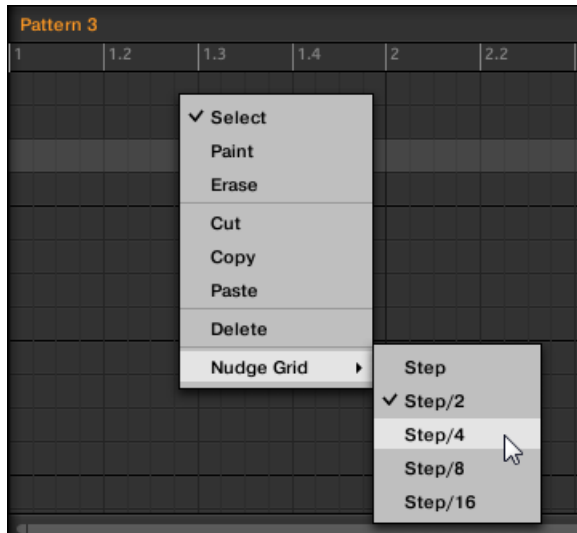 Pattern 3
1 1.2 1.3 1.4 2 2.2
Select
Paint
Erase
Cut
Copy
Paste
Delete
Nudge Grid
Step
Step/2
Step/4
Step/8
Step/16